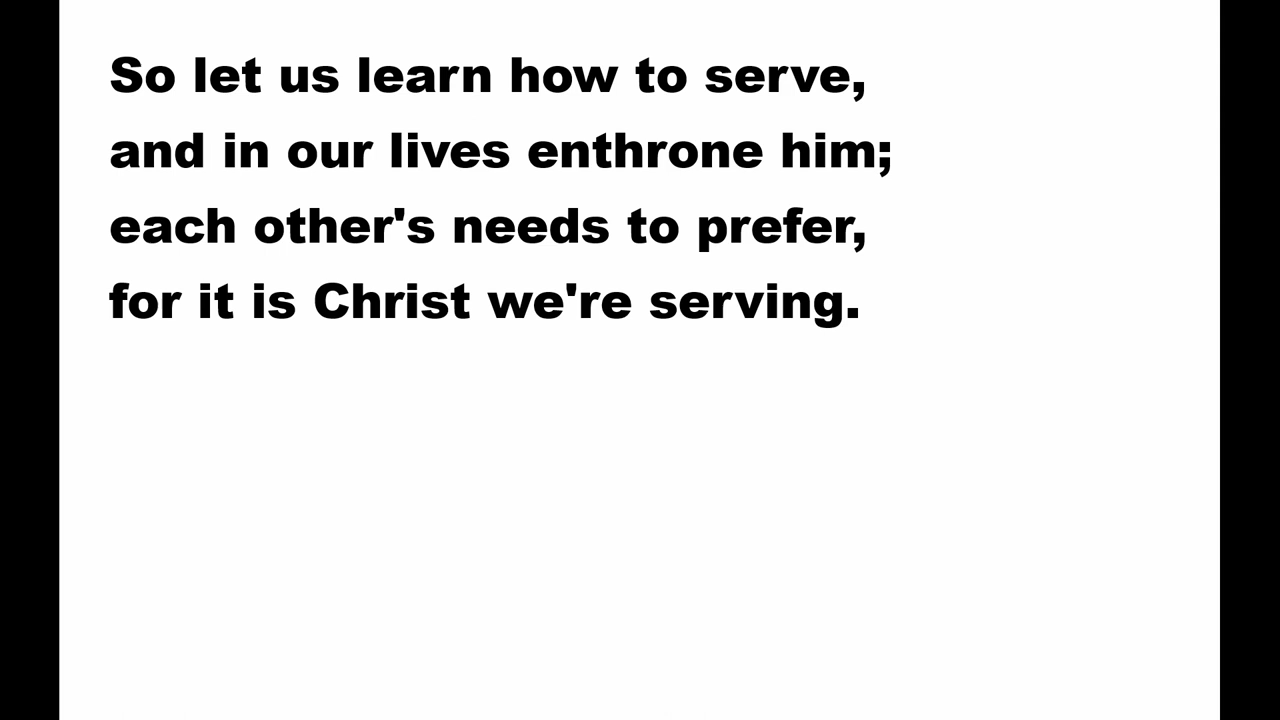 So let us learn how to serve,
and in our lives enthrone him;
each other's needs to prefer,
for it is Christ we're serving.